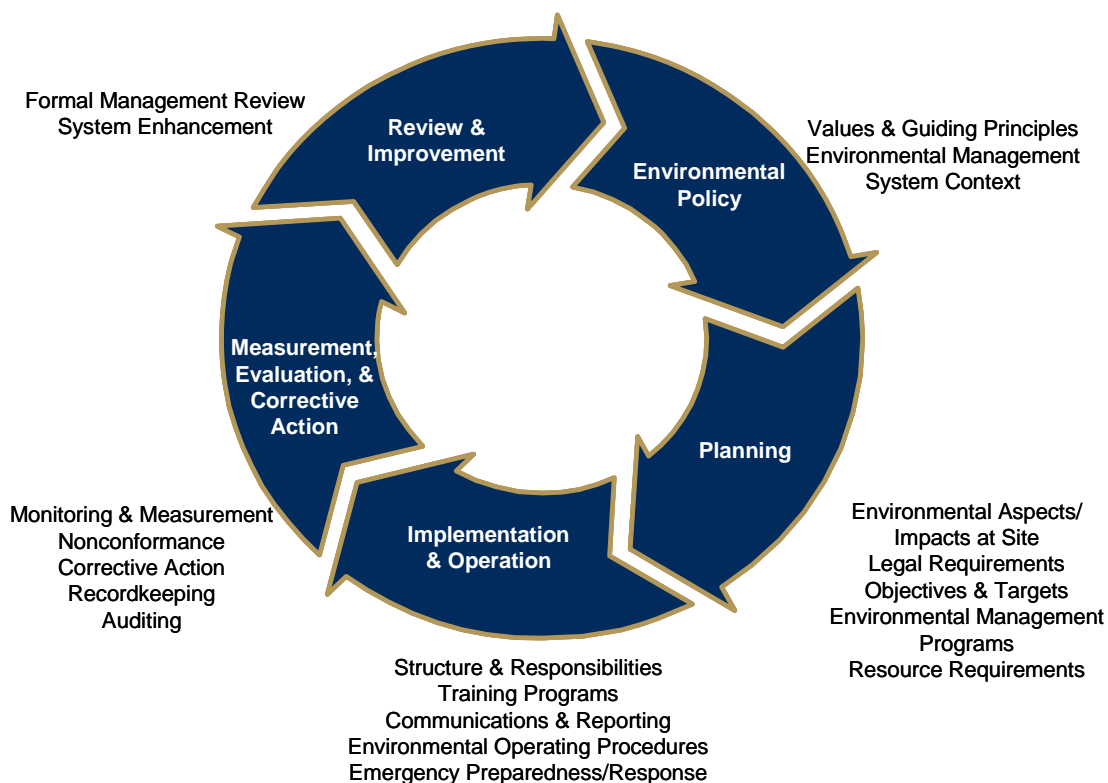 Formal Management Review
System Enhancement
Review &
Improvement
Environmental
Policy
Values & Guiding Principles
Environmental Management
System Context
Planning
Environmental Aspects/
Impacts at Site
Legal Requirements
Objectives & Targets
Environmental Management
Programs
Resource Requirements
Implementation
& Operation
Structure & Responsibilities
Training Programs
Communications & Reporting
Environmental Operating Procedures
Emergency Preparedness/Response
Measurement,
Evaluation, &
Corrective
Action
Monitoring & Measurement
Nonconformance
Corrective Action
Recordkeeping
Auditing